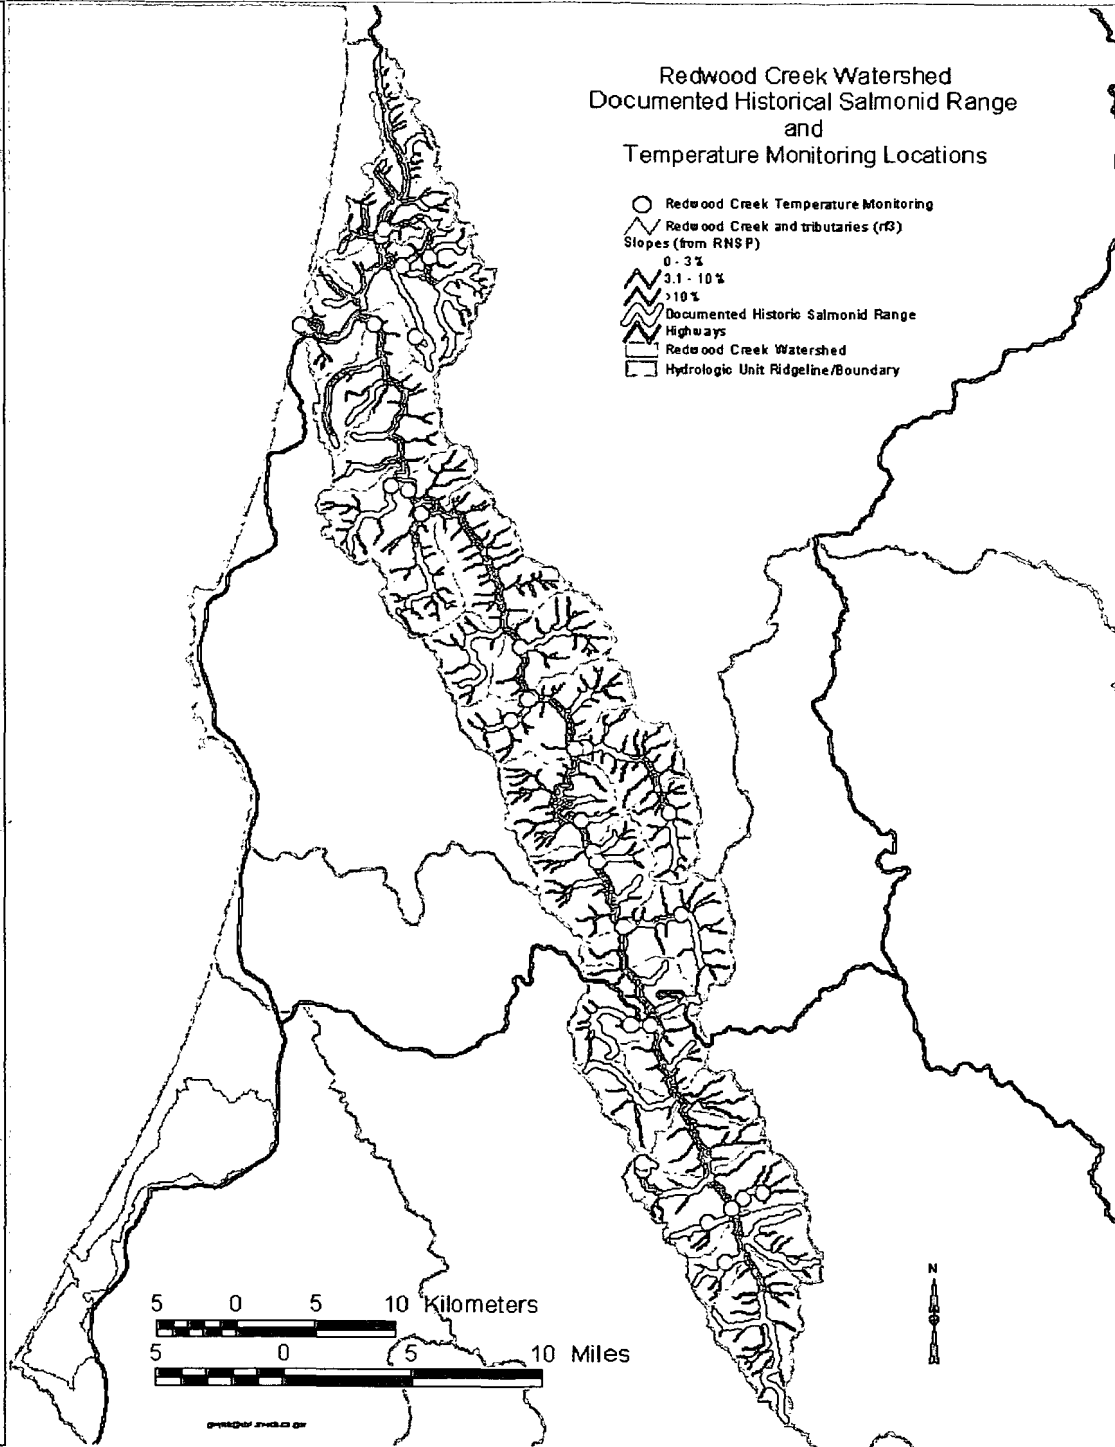 Redwood Creek Watershed
Documented Historical Salmonid Range
and
Temperature Monitoring Locations
Redwood Creek Temperature Monitoring
Redwood Creek and tributaries (rf3)
Slopes (from RNSP)
0 - 3%
3.1 - 10%
>10%
Documented Historic Salmonid Range
Highways
Redwood Creek Watershed
Hydrologic Unit Ridgeline/Boundary
N
5 0 5 10 Kilometers
5 0 5 10 Miles